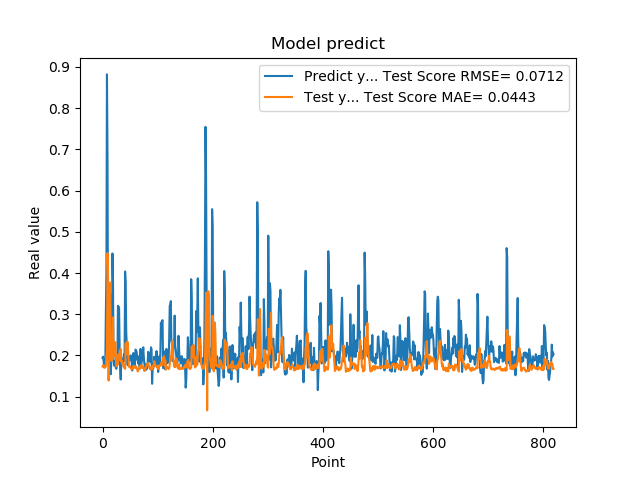 Model predict
Predict y... Test Score RMSE= 0.0712
Test y... Test Score MAE= 0.0443
0.9
0.8
0.7
0.6
0.5
0.4
0.3
0.2
0.1
Real value
0 200 400 600 800
Point